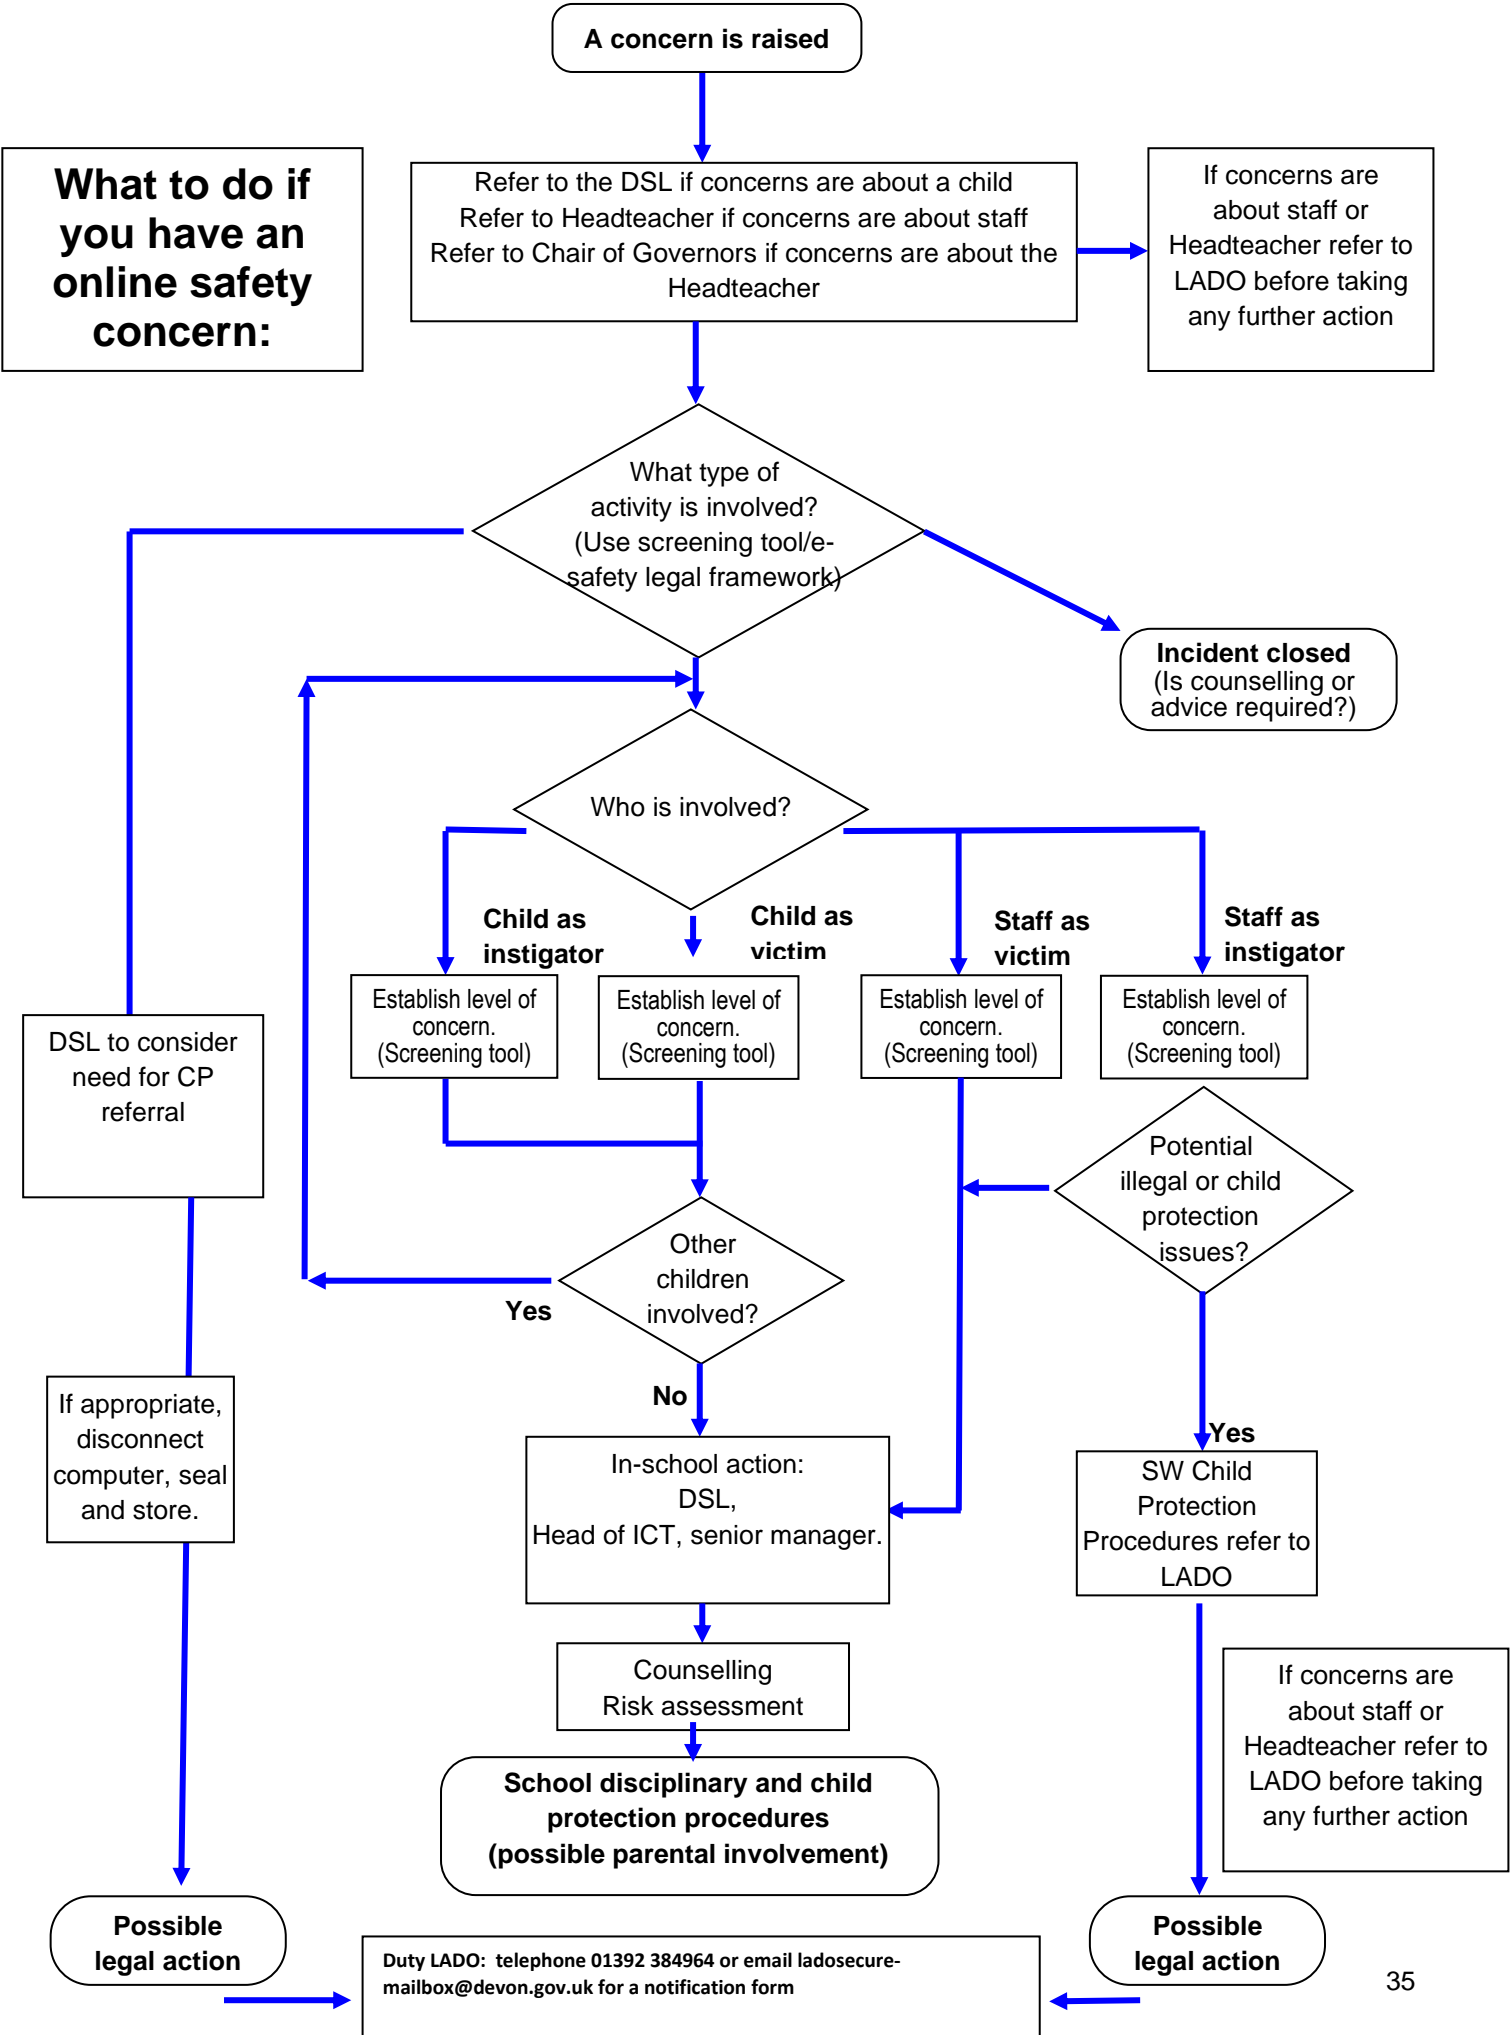 A concern is raised
What to do if
you have an
online safety
concern:
Refer to the DSL if concerns are about a child
Refer to Headteacher if concerns are about staff
Refer to Chair of Governors if concerns are about the
Headteacher
If concerns are
about staff or
Headteacher refer to
LADO before taking
any further action
What type of
activity is involved?
(Use screening tool/e-
safety legal framework)
Incident closed
(Is counselling or
advice required?)
Who is involved?
Child as
instigator
Child as
victim
Staff as
victim
Staff as
instigator
Establish level of
concern.
(Screening tool)
Establish level of
concern.
(Screening tool)
Establish level of
concern.
(Screening tool)
Establish level of
concern.
(Screening tool)
DSL to consider
need for CP
referral
Potential
illegal or child
protection
issues?
Other
children
involved?
Yes
No
If appropriate,
disconnect
computer, seal
and store.
In-school action:
DSL,
Head of ICT, senior manager.
Yes
SW Child
Protection
Procedures refer to
LADO
Counselling
Risk assessment
If concerns are
about staff or
Headteacher refer to
LADO before taking
any further action
School disciplinary and child
protection procedures
(possible parental involvement)
Possible
legal action
Possible
legal action
Duty LADO:  telephone 01392 384964 or email ladosecure-
mailbox@devon.gov.uk for a notification form
35